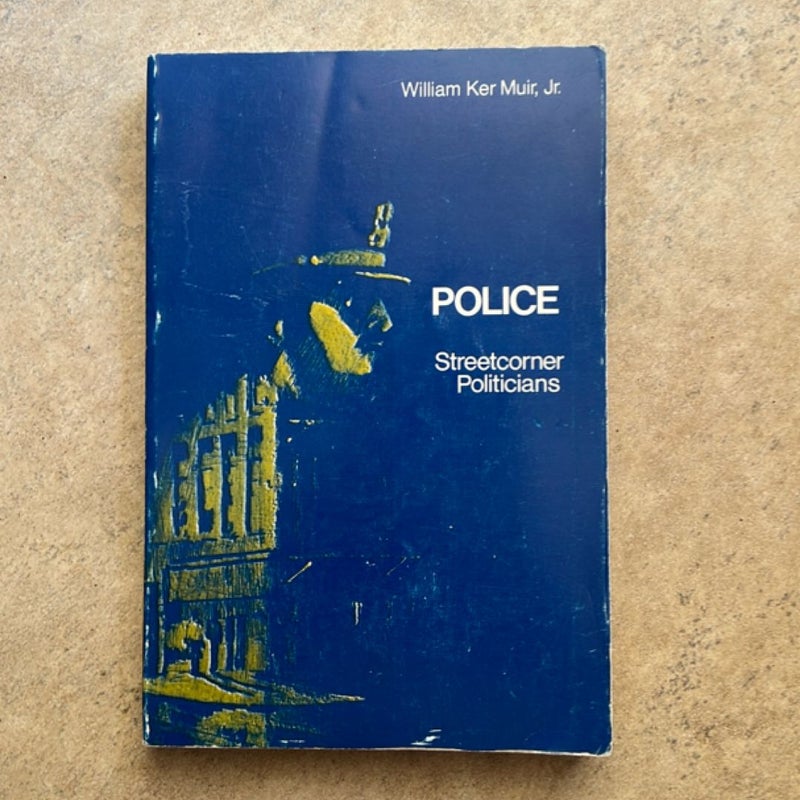 William Ker Muir, Jr.
POLICE
Streetcorner
Politicians